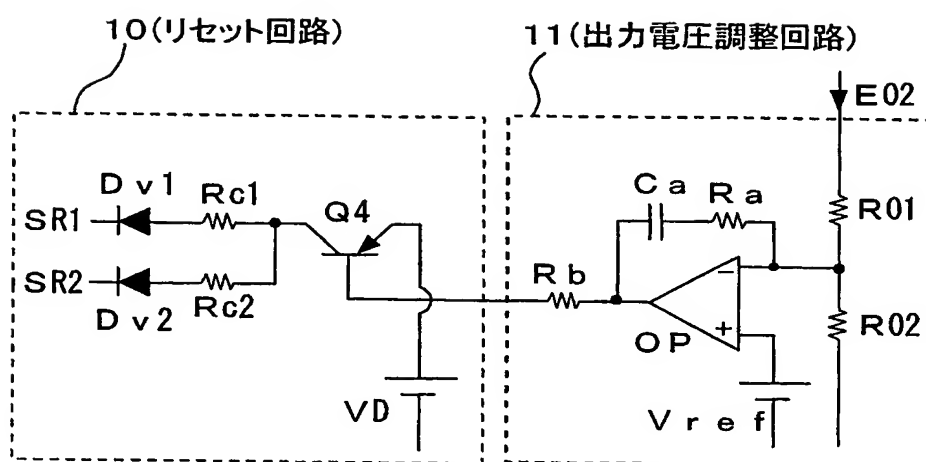 10(リセット回路)
11(出力電圧調整回路)
E02
Dv1
Rc1
Q4
Ca
Ra
R01
SR1
SR2
Dv2
Rc2
Rb
−
+
OP
R02
VD
Vref